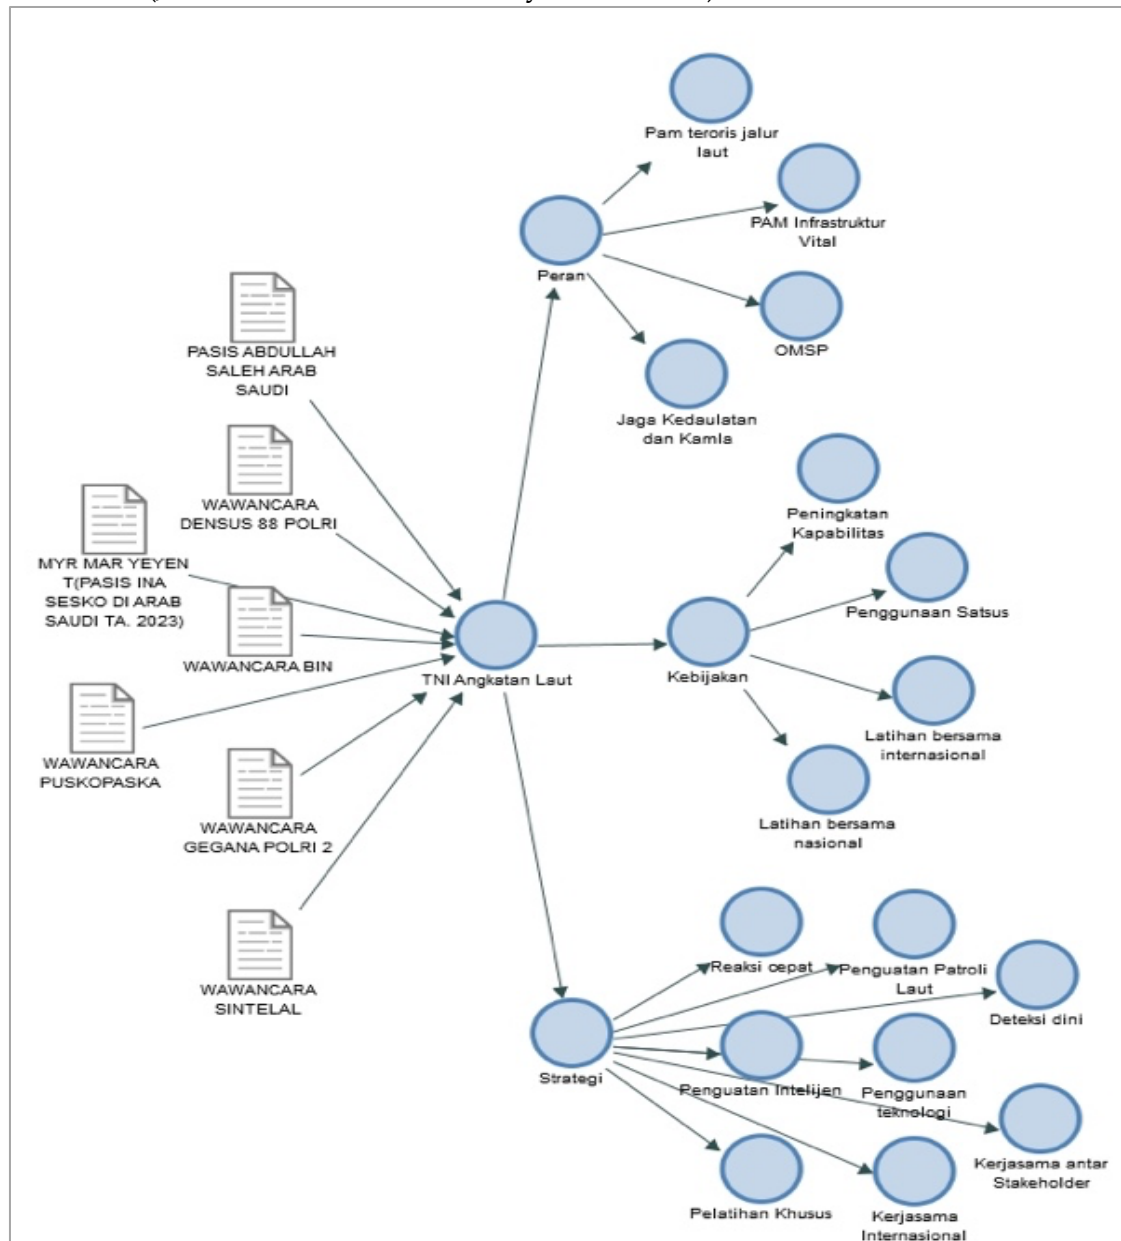 Pam teroris jalur
laut
PAM Infrastruktur
Vital
Peran
OMSP
Jaga Kedaulatan
dan Kamla
PASIS ABDULLAH
SALEH ARAB
SAUDI
WAWANCARA
DENSUS 88 POLRI
MYR MAR YEYEN
T(PASIS INA
SESKO DI ARAB
SAUDI TA. 2023)
WAWANCARA BIN
WAWANCARA
PUSKOPASKA
WAWANCARA
GEGANA POLRI 2
WAWANCARA
SINTELAL
TNI Angkatan Laut
Kebijakan
Peningkatan
Kapabilitas
Penggunaan Satsus
Latihan bersama
internasional
Latihan bersama
nasional
Strategi
Reaksi cepat
Penguatan Patroli
Laut
Deteksi dini
Penguatan Intelijen
Penggunaan
teknologi
Kerjasama antar
Stakeholder
Pelatihan Khusus
Kerjasama
Internasional